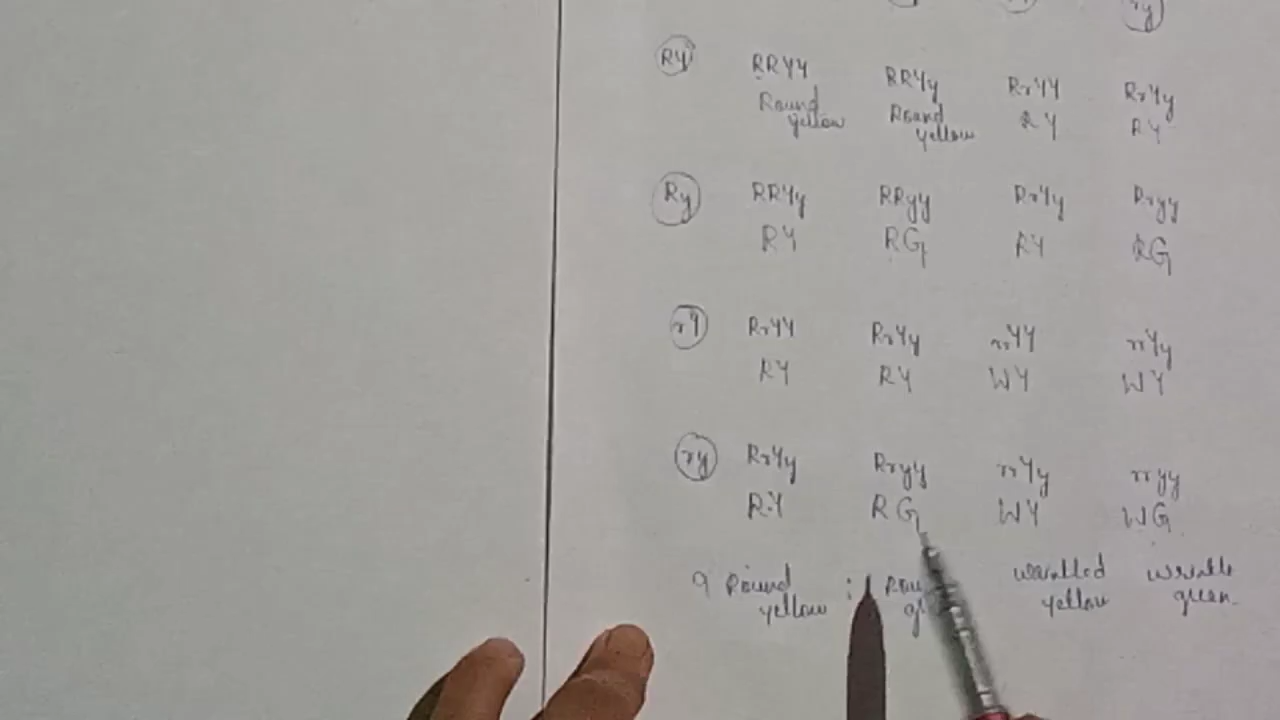 ry
Ry RRYY RRYy RrYY RrYy
Round yellow Round yellow RY RY
Ry RRYy RRyy RrYy Rryy
RY RG RY RG
rY RrYY RrYy rrYY rrYy
RY RY WY WY
ry RrYy Rryy rrYy rryy
RY RG WY WG
9 Round : wrinkled wrinkle
yellow yellow green